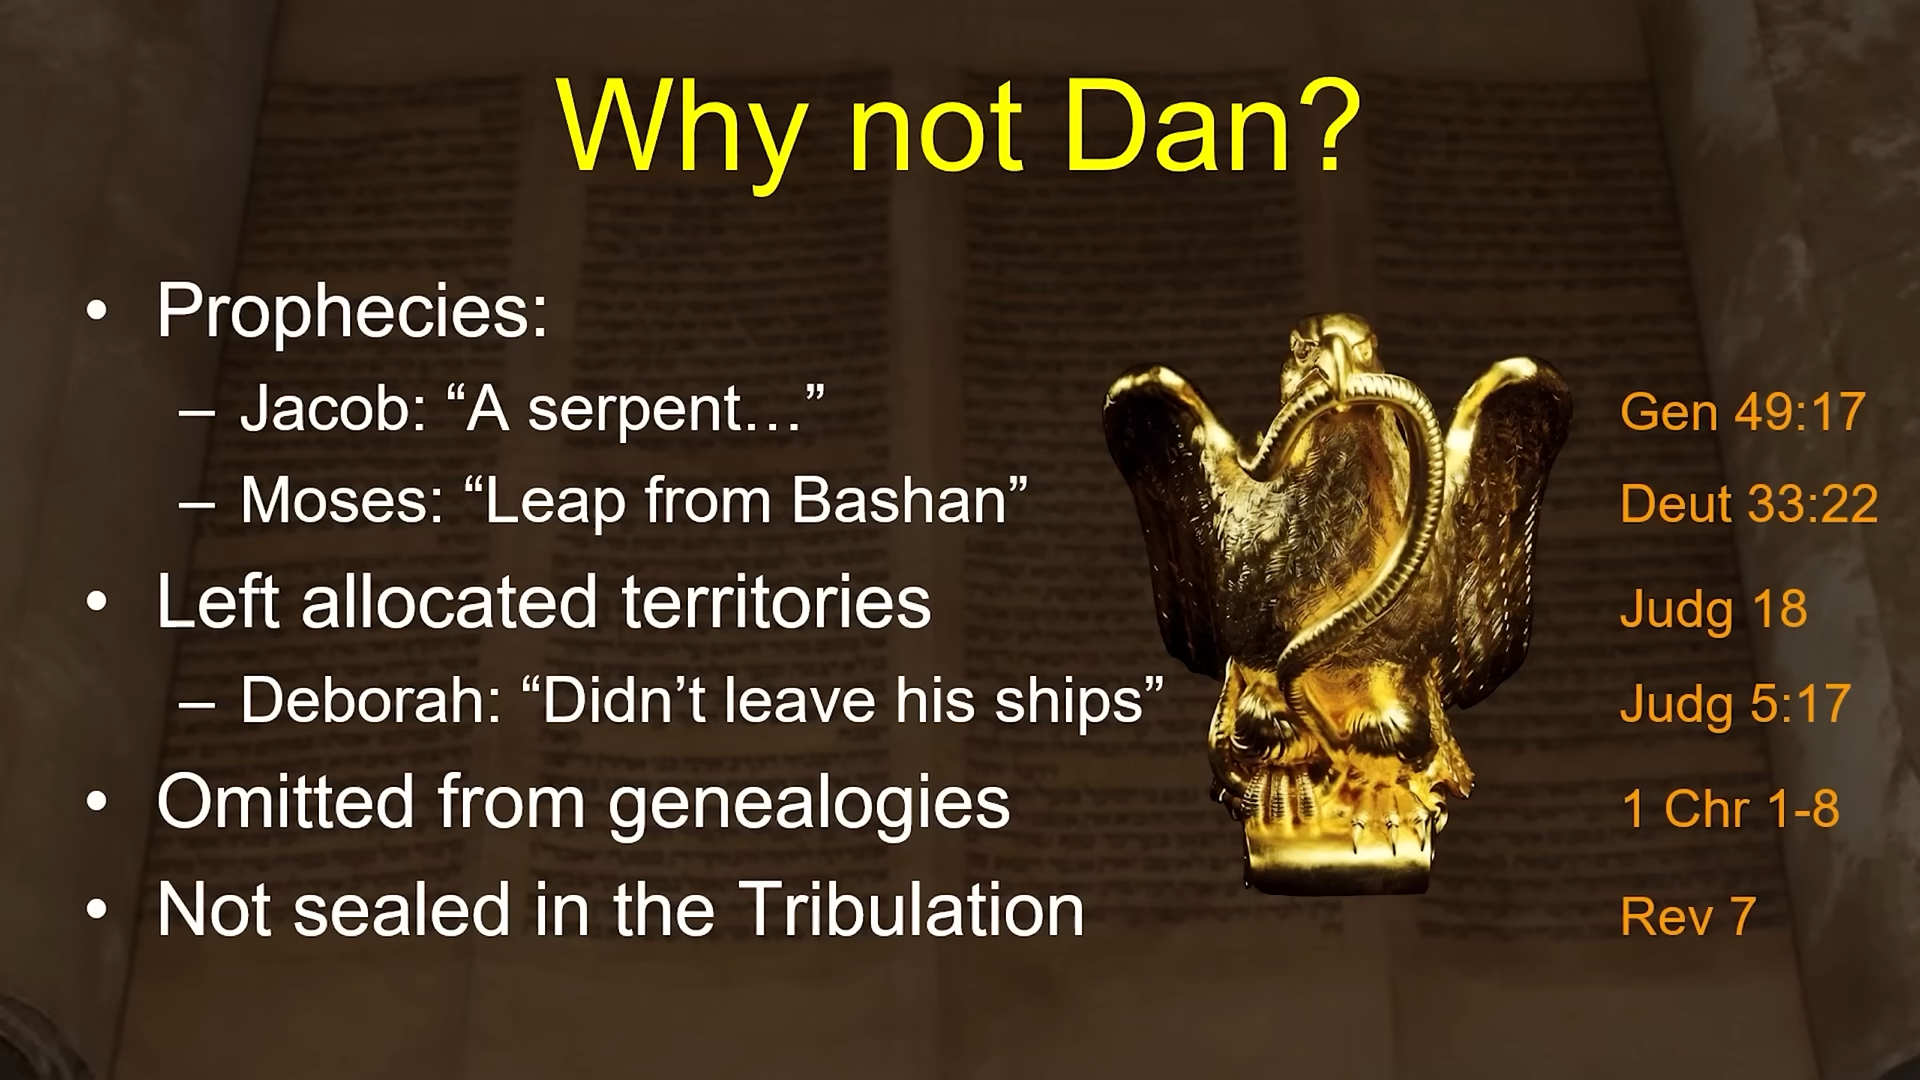 Why not Dan?
• Prophecies:
– Jacob: “A serpent…” Gen 49:17
– Moses: “Leap from Bashan” Deut 33:22
• Left allocated territories Judg 18
– Deborah: “Didn’t leave his ships” Judg 5:17
• Omitted from genealogies 1 Chr 1-8
• Not sealed in the Tribulation Rev 7